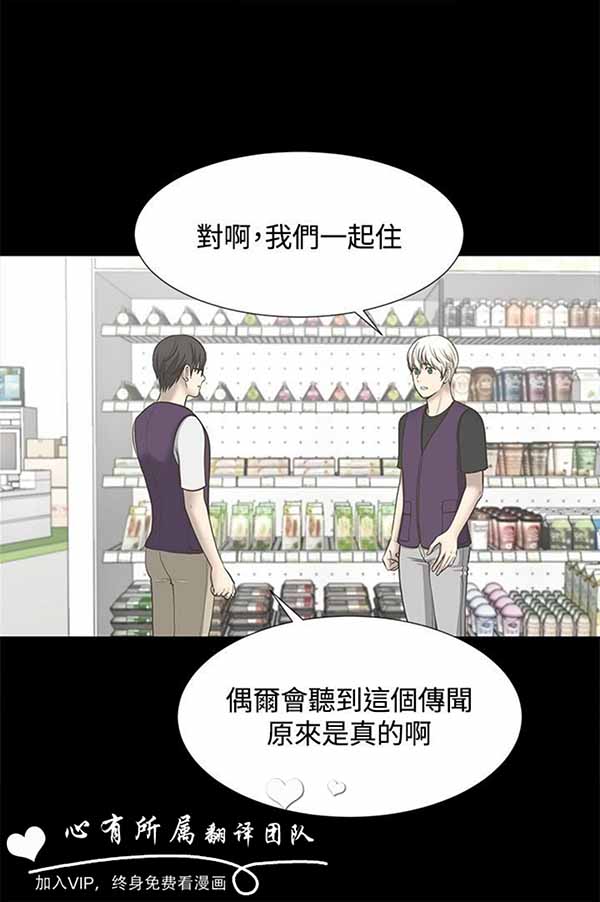 對啊，我們一起住
偶爾會聽到這個傳聞
原來是真的啊
心有所属翻译团队
加入VIP，终身免费看漫画